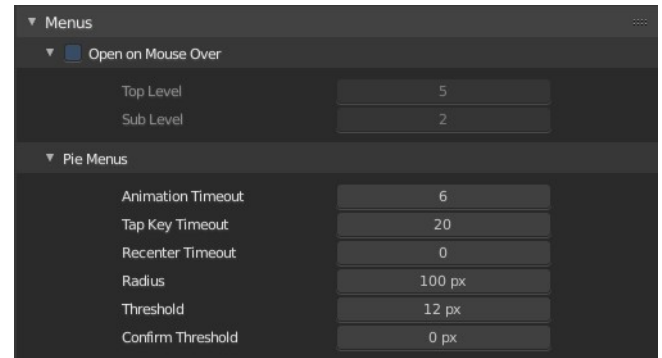 Menus
Open on Mouse Over
Top Level 5
Sub Level 2
Pie Menus
Animation Timeout 6
Tap Key Timeout 20
Recenter Timeout 0
Radius 100 px
Threshold 12 px
Confirm Threshold 0 px